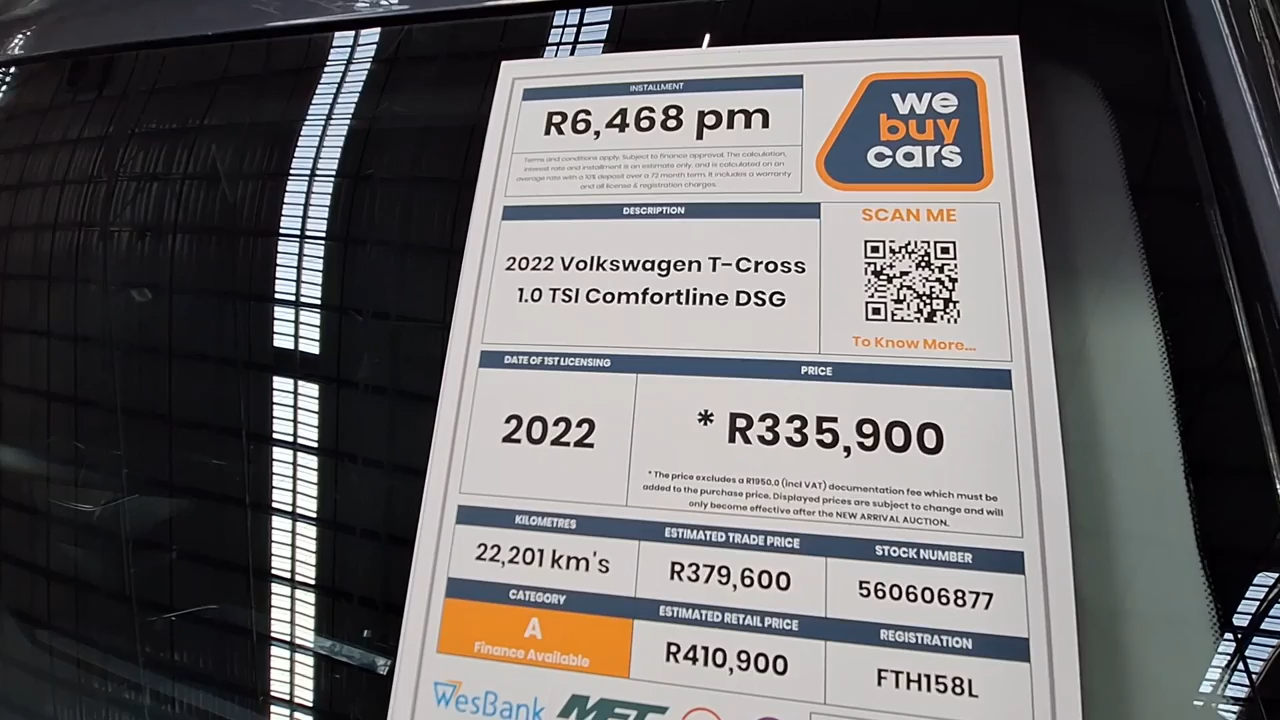 INSTALLMENT
R6,468 pm
Terms and conditions apply. Subject to finance approval. The calculation,
interest rate and installment is an estimate only, and is calculated on an
average rate with a 10% deposit over a 72 month term. It includes a warranty
and all license & registration charges.
we
buy
cars
DESCRIPTION
2022 Volkswagen T-Cross
1.0 TSI Comfortline DSG
SCAN ME
To Know More...
DATE OF 1ST LICENSING
2022
PRICE
* R335,900
* The price excludes a R1950.0 (incl VAT) documentation fee which must be
added to the purchase price. Displayed prices are subject to change and will
only become effective after the NEW ARRIVAL AUCTION.
KILOMETRES
22,201 km's
ESTIMATED TRADE PRICE
R379,600
STOCK NUMBER
560606877
CATEGORY
A
Finance Available
ESTIMATED RETAIL PRICE
R410,900
REGISTRATION
FTH158L
WesBank